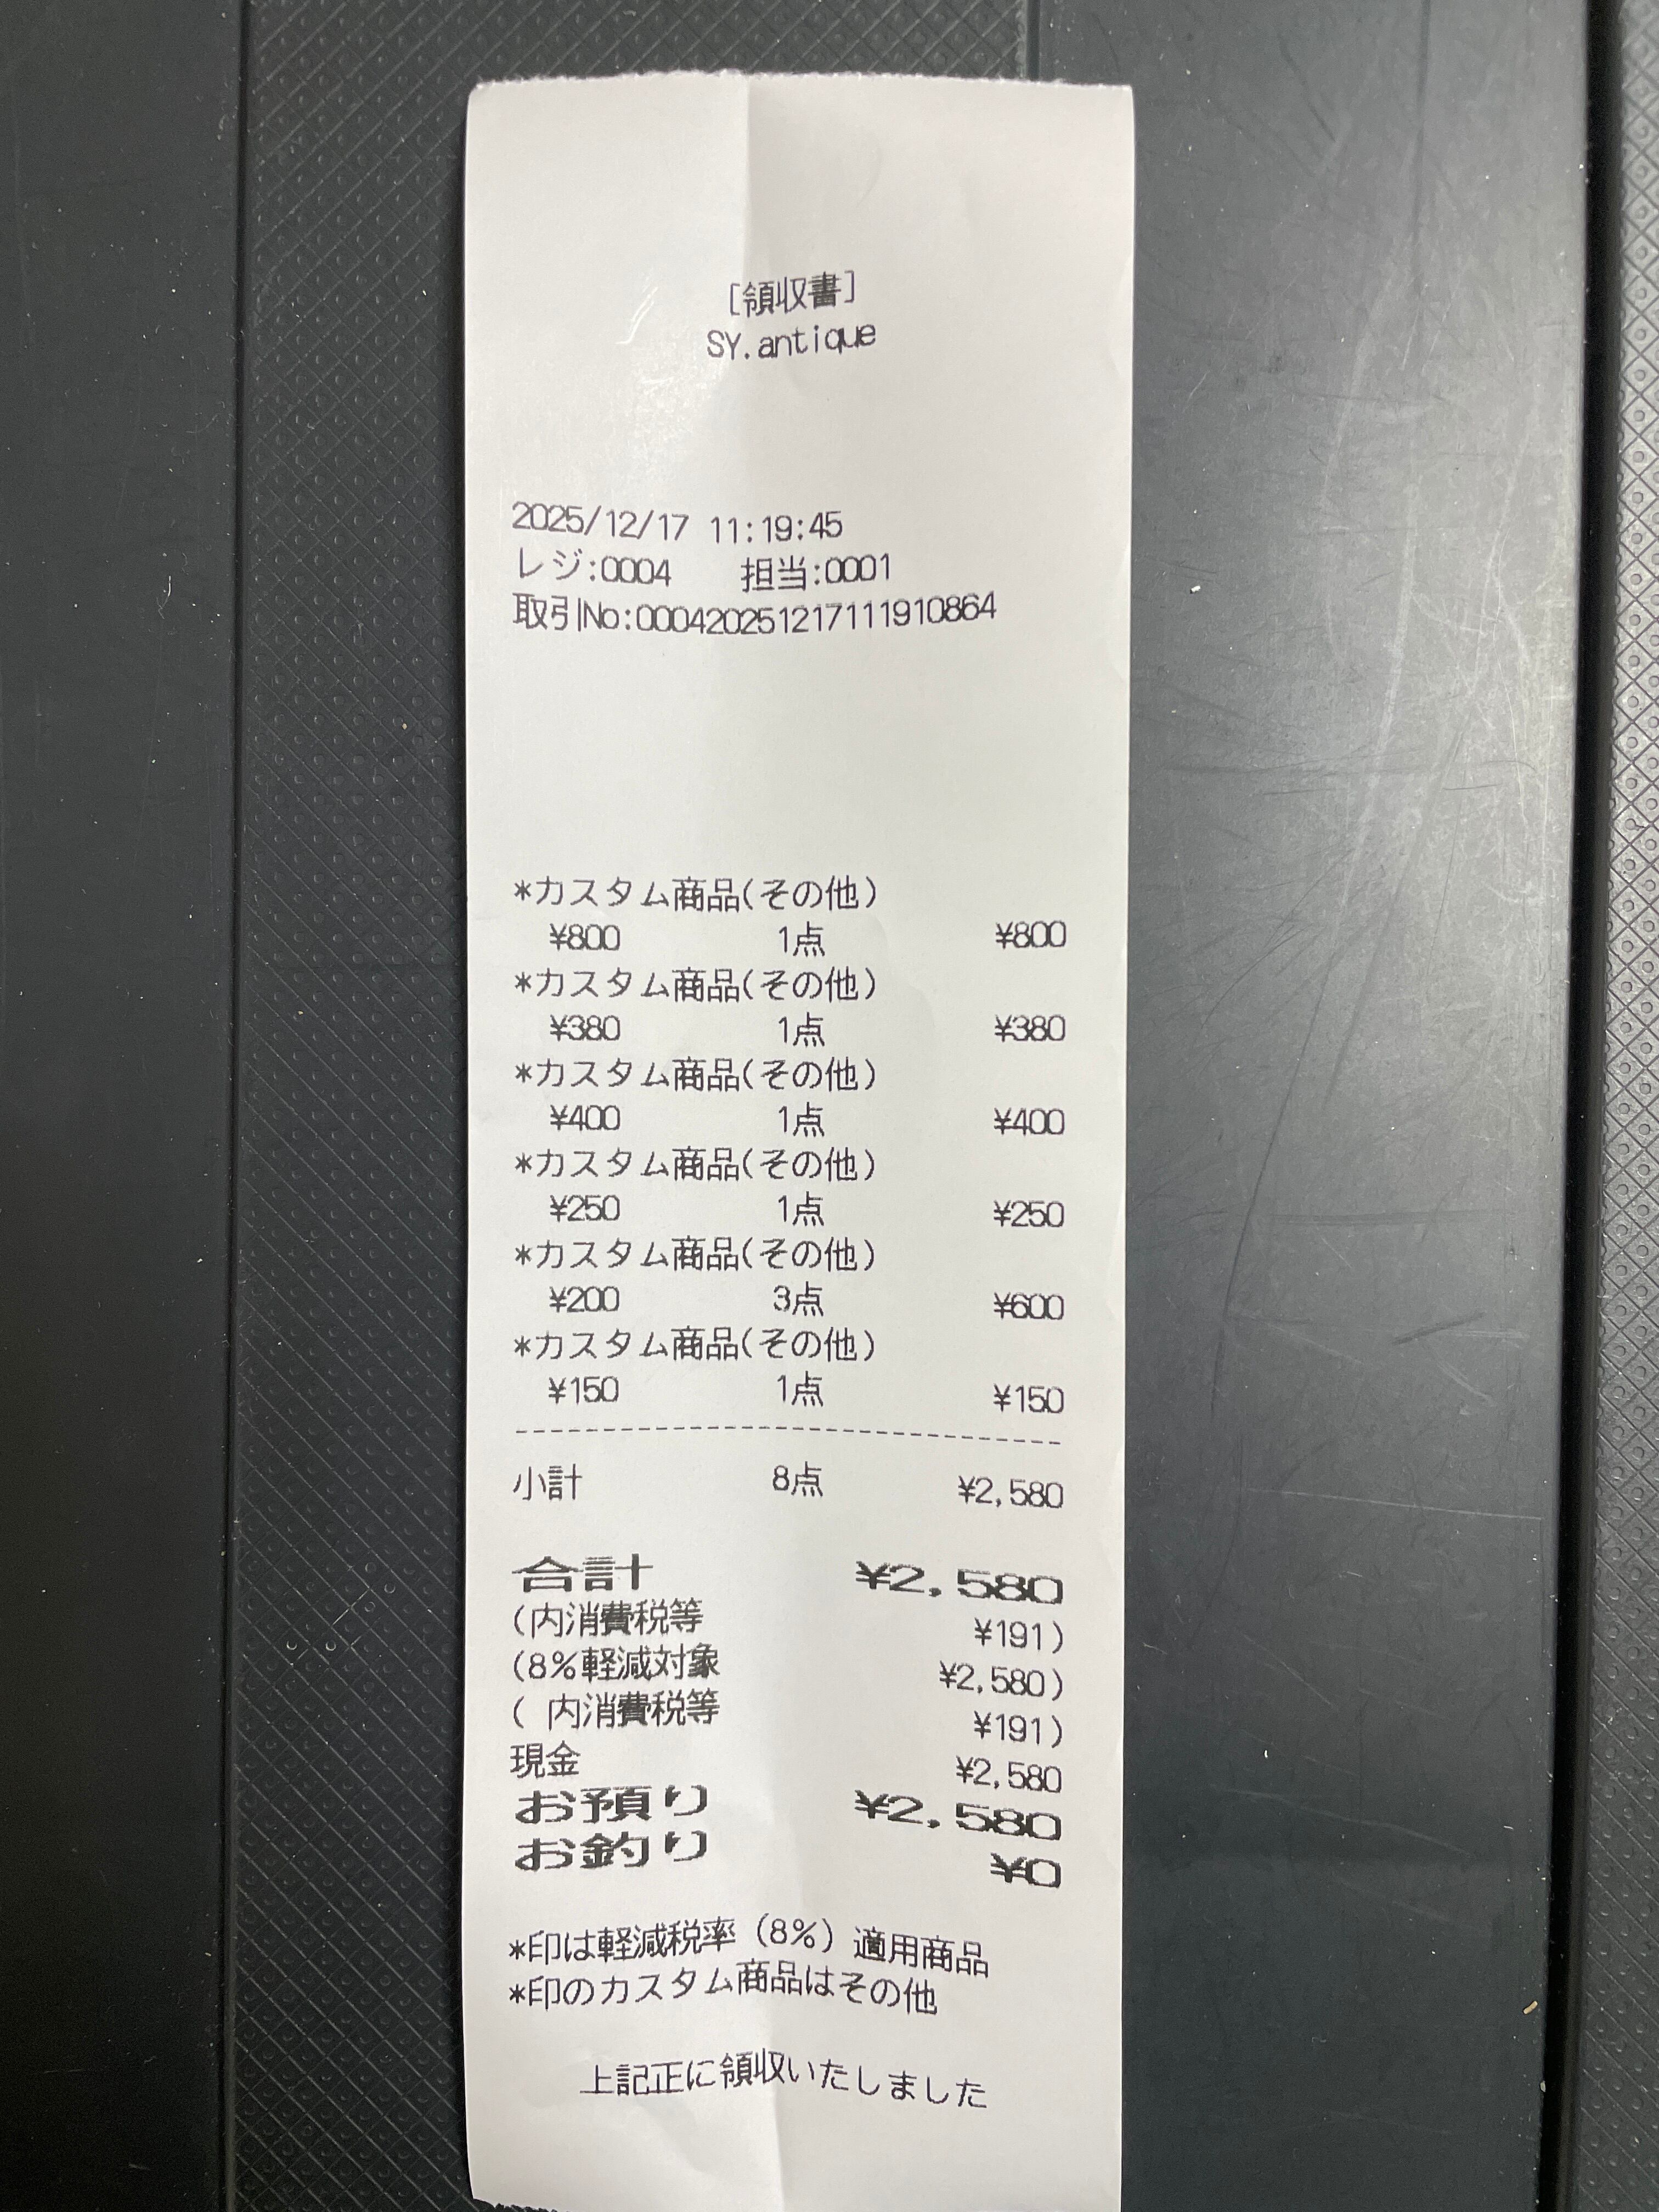 [領収書]
SY.antique
2025/12/17 11:19:45
レジ:0004 担当:0001
取引No:00042025121711191​0864
*カスタム商品(その他)
¥800 1点 ¥800
*カスタム商品(その他)
¥380 1点 ¥380
*カスタム商品(その他)
¥400 1点 ¥400
*カスタム商品(その他)
¥250 1点 ¥250
*カスタム商品(その他)
¥200 3点 ¥600
*カスタム商品(その他)
¥150 1点 ¥150
--------------------------------
小計 8点 ¥2,580
合計 ¥2,580
(内消費税等 ¥191)
(8%軽減対象 ¥2,580)
( 内消費税等 ¥191)
現金 ¥2,580
お預り ¥2,580
お釣り ¥0
*印は軽減税率(8%)適用商品
*印のカスタム商品はその他
上記正に領収いたしました